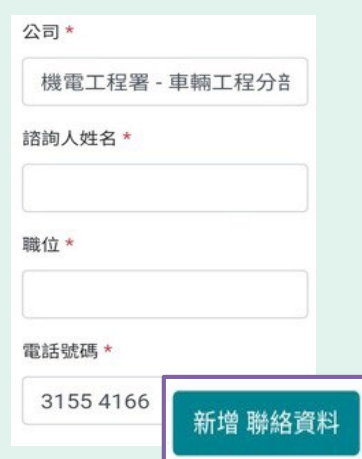 公司 *
機電工程署 - 車輛工程分
諮詢人姓名 *
職位 *
電話號碼 *
3155 4166
新增 聯絡資料